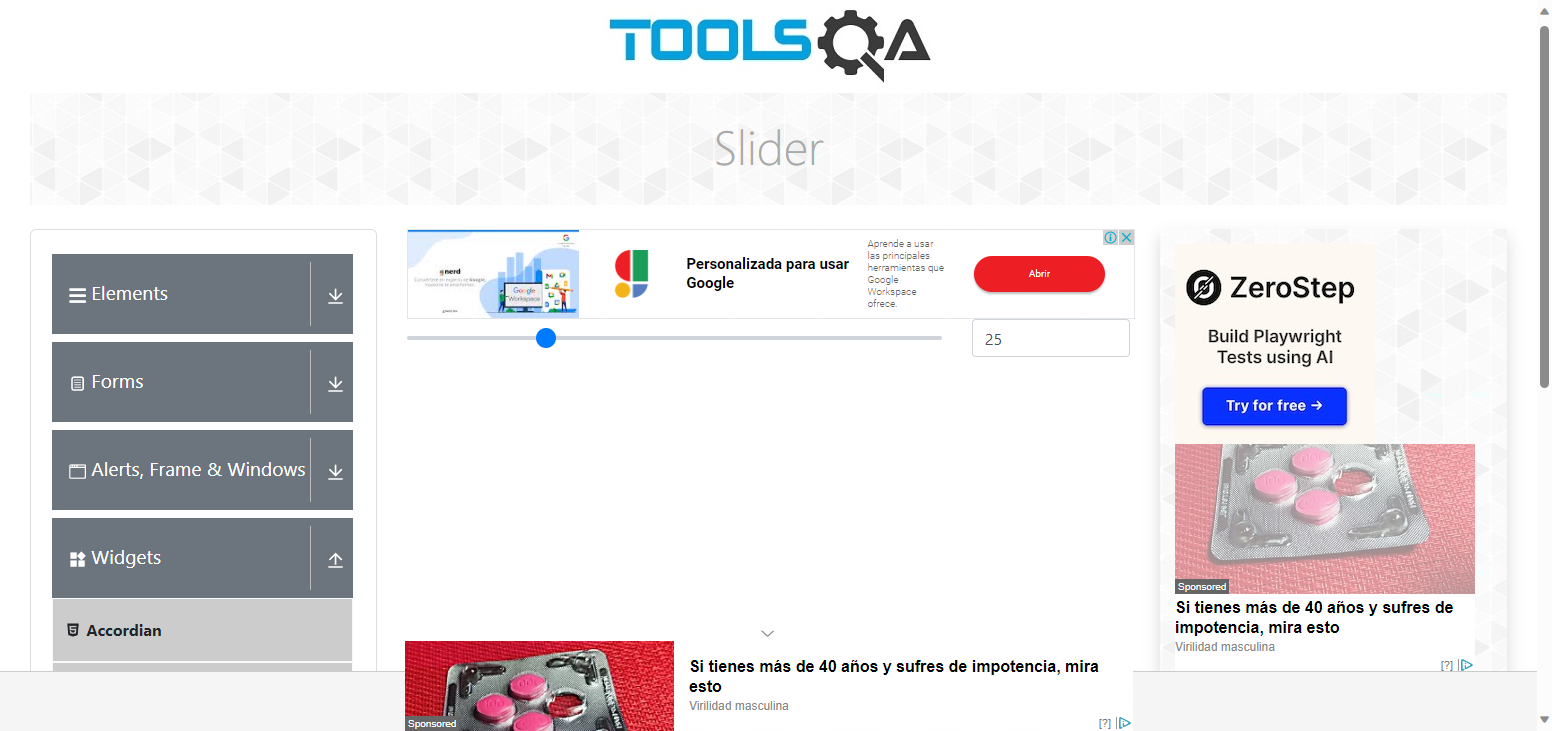 TOOLSQA
Slider
Elements
Forms
Alerts, Frame & Windows
Widgets
Accordian
gnerd
Google
Workspace
Personalizada para usar
Google
Aprende a usar
las principales
herramientas que
Google
Workspace
ofrece.
Abrir
25
ZeroStep
Build Playwright
Tests using AI
Try for free →
Sponsored
Si tienes más de 40 años y sufres de
impotencia, mira esto
Virilidad masculina
[?]
Si tienes más de 40 años y sufres de impotencia, mira
esto
Virilidad masculina
Sponsored
[?]